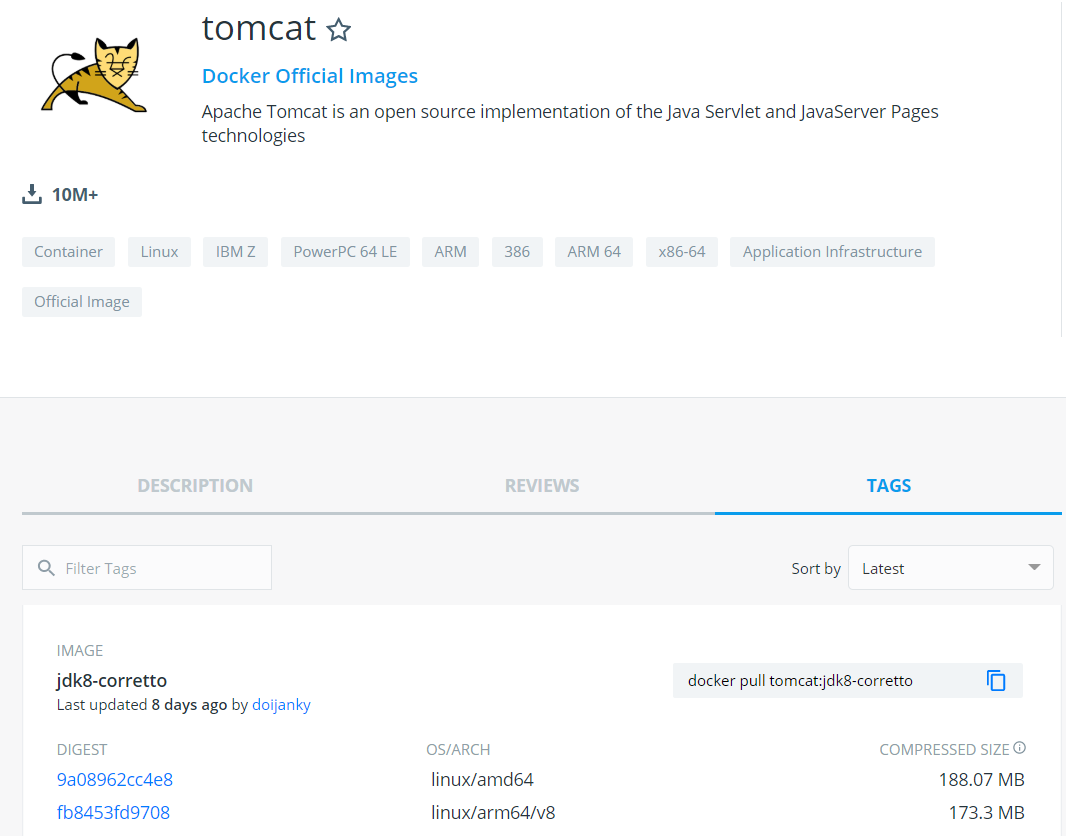 tomcat
Docker Official Images
Apache Tomcat is an open source implementation of the Java Servlet and JavaServer Pages
technologies
10M+
Container Linux IBM Z PowerPC 64 LE ARM 386 ARM 64 x86-64 Application Infrastructure
Official Image
DESCRIPTION REVIEWS TAGS
Filter Tags Sort by Latest
IMAGE
jdk8-corretto docker pull tomcat:jdk8-corretto
Last updated 8 days ago by doijanky
DIGEST OS/ARCH COMPRESSED SIZE
9a08962cc4e8 linux/amd64 188.07 MB
fb8453fd9708 linux/arm64/v8 173.3 MB